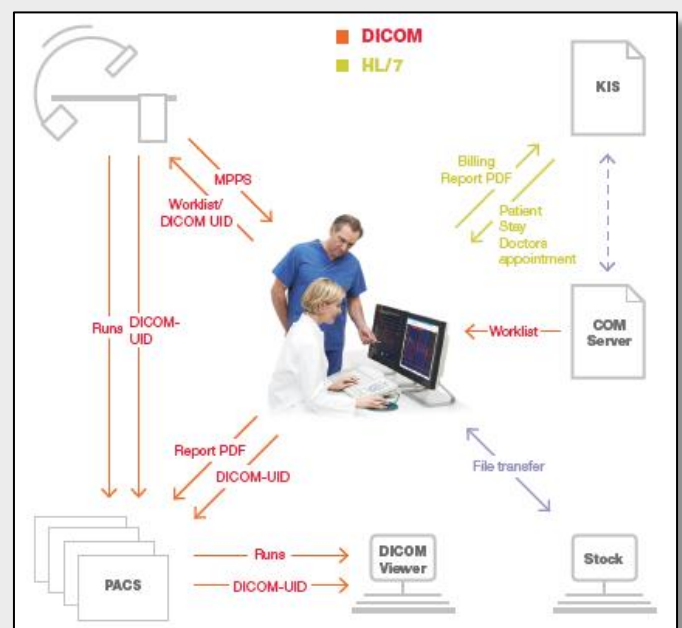 DICOM
HL/7
KIS
MPPS
Worklist/
DICOM UID
Billing
Report PDF
Patient
Stay
Doctors
appointment
Runs
DICOM-
UID
Worklist
COM
Server
Report PDF
DICOM-UID
File transfer
PACS
Runs
DICOM-UID
DICOM
Viewer
Stock